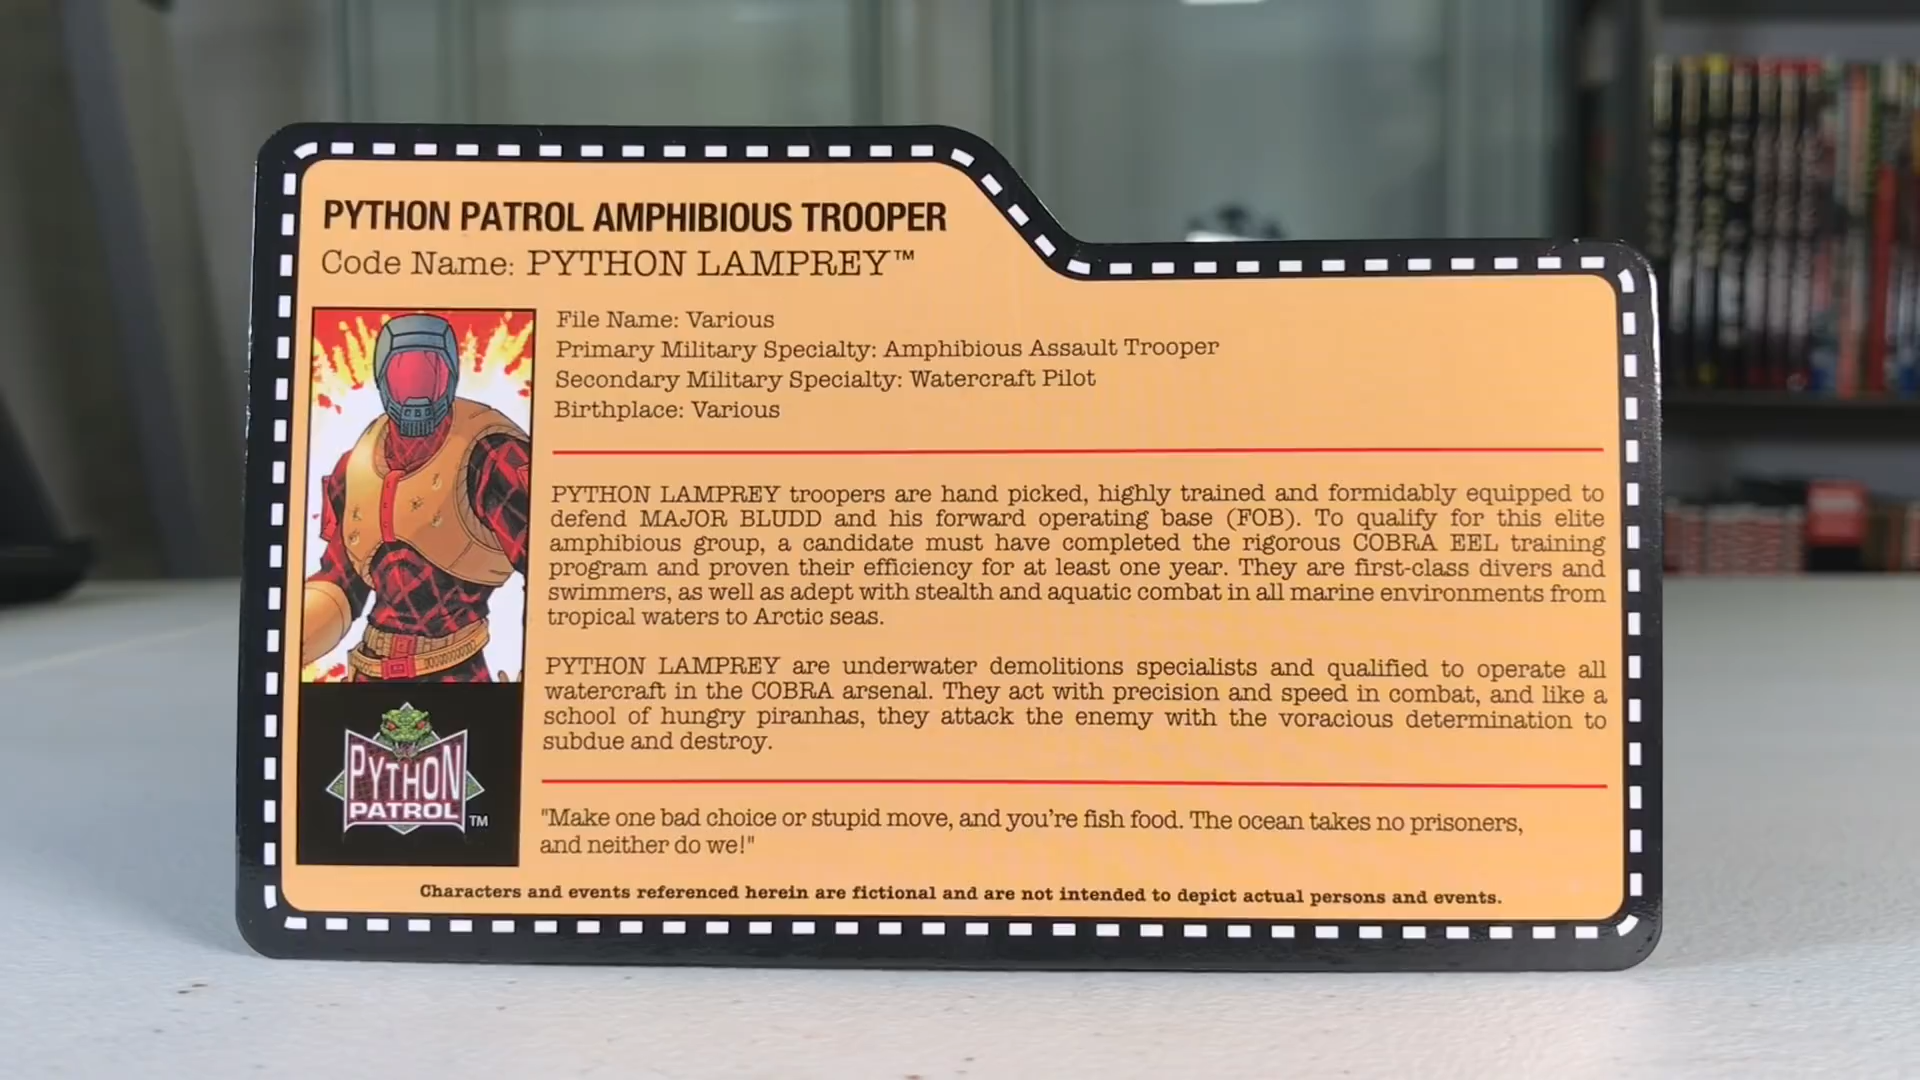 PYTHON PATROL AMPHIBIOUS TROOPER
Code Name: PYTHON LAMPREY™
File Name: Various
Primary Military Specialty: Amphibious Assault Trooper
Secondary Military Specialty: Watercraft Pilot
Birthplace: Various
PYTHON LAMPREY troopers are hand picked, highly trained and formidably equipped to
defend MAJOR BLUDD and his forward operating base (FOB). To qualify for this elite
amphibious group, a candidate must have completed the rigorous COBRA EEL training
program and proven their efficiency for at least one year. They are first-class divers and
swimmers, as well as adept with stealth and aquatic combat in all marine environments from
tropical waters to Arctic seas.
PYTHON LAMPREY are underwater demolitions specialists and qualified to operate all
watercraft in the COBRA arsenal. They act with precision and speed in combat, and like a
school of hungry piranhas, they attack the enemy with the voracious determination to
subdue and destroy.
PYTHON
PATROL TM
"Make one bad choice or stupid move, and you're fish food. The ocean takes no prisoners,
and neither do we!"
Characters and events referenced herein are fictional and are not intended to depict actual persons and events.